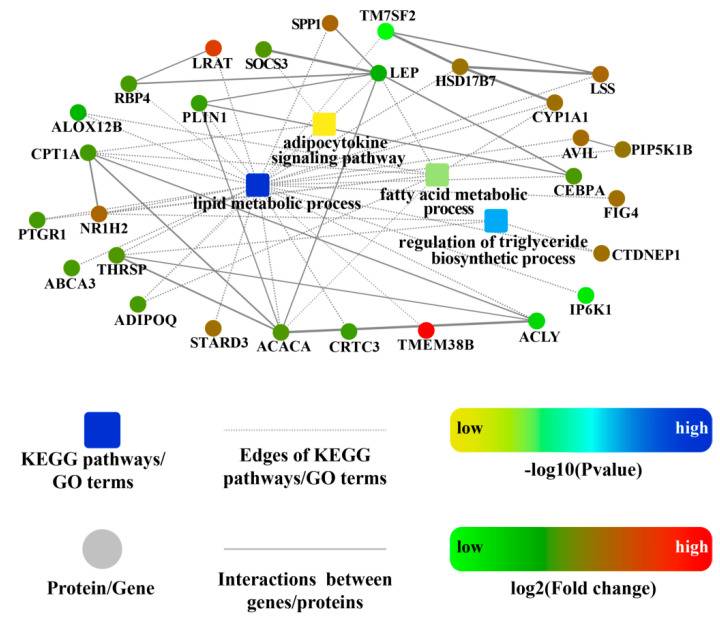 SPP1
TM7SF2
LRAT
SOCS3
LEP
HSD17B7
LSS
RBP4
PLIN1
CYP1A1
ALOX12B
adipocytokine
signaling pathway
AVIL
PIP5K1B
CPT1A
CEBPA
lipid metabolic process
fatty acid metabolic
process
FIG4
PTGR1
NR1H2
regulation of triglyceride
biosynthetic process
CTDNEP1
ABCA3
THRSP
IP6K1
ADIPOQ
STARD3
ACACA
CRTC3
TMEM38B
ACLY
low
high
KEGG pathways/
GO terms
Edges of KEGG
pathways/GO terms
-log10(Pvalue)
low
high
Protein/Gene
Interactions between
genes/proteins
log2(Fold change)